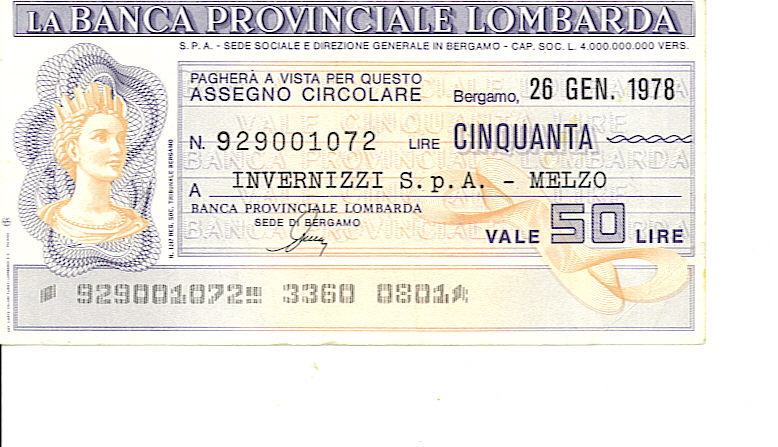 LA BANCA PROVINCIALE LOMBARDA
S. P. A. - SEDE SOCIALE E DIREZIONE GENERALE IN BERGAMO - CAP. SOC. L. 4.000.000.000 VERS.
PAGHERÀ A VISTA PER QUESTO
ASSEGNO CIRCOLARE Bergamo, 26 GEN. 1978
N. 929001072 LIRE CINQUANTA
A INVERNIZZI S.p.A. - MELZO
BANCA PROVINCIALE LOMBARDA
SEDE DI BERGAMO
VALE 50 LIRE
929001072 3360 0801